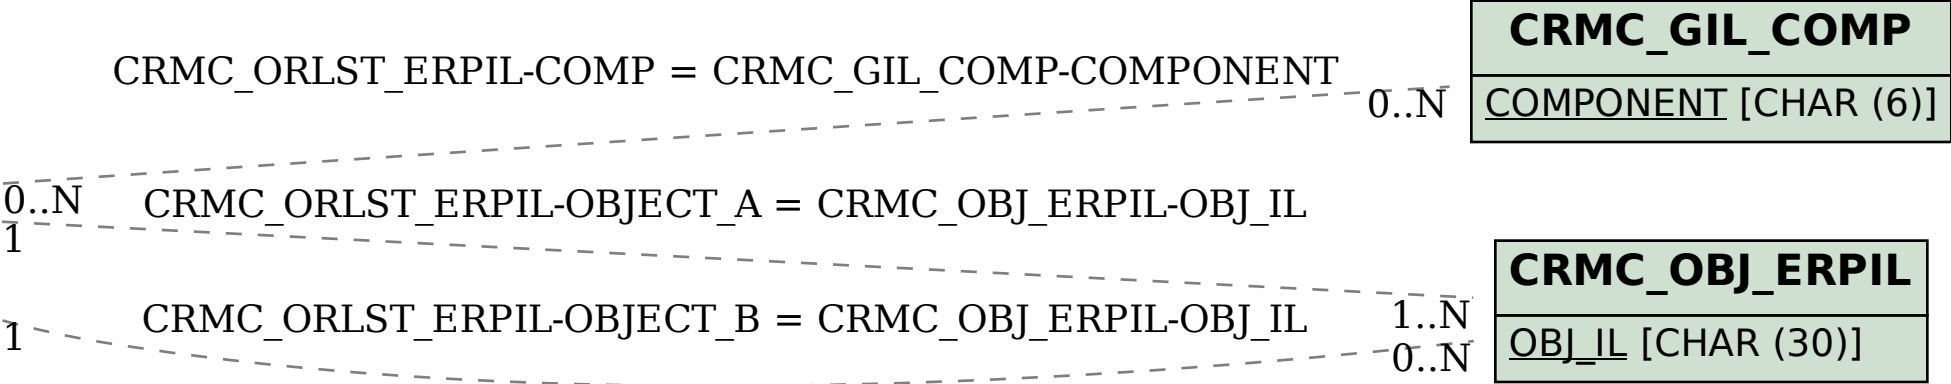 CRMC_GIL_COMP
CRMC_ORLST_ERPIL-COMP = CRMC_GIL_COMP-COMPONENT
0..N
COMPONENT [CHAR (6)]
0..N
CRMC_ORLST_ERPIL-OBJECT_A = CRMC_OBJ_ERPIL-OBJ_IL
1
CRMC_OBJ_ERPIL
CRMC_ORLST_ERPIL-OBJECT_B = CRMC_OBJ_ERPIL-OBJ_IL
1..N
1
0..N
OBJ_IL [CHAR (30)]